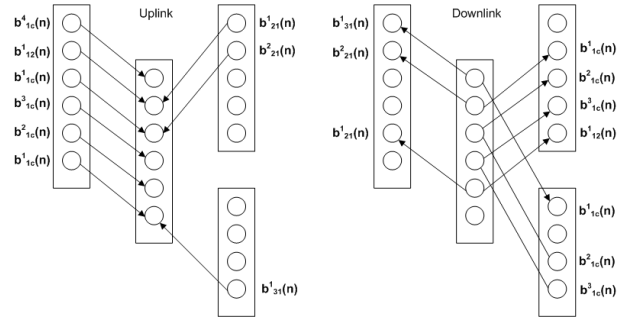 Uplink
b⁴₁c(n)
b¹₁₂(n)
b¹₁c(n)
b³₁c(n)
b²₁c(n)
b¹₁c(n)
b¹₂₁(n)
b²₂₁(n)
b¹₃₁(n)
Downlink
b¹₃₁(n)
b²₂₁(n)
b¹₂₁(n)
b¹₁c(n)
b²₁c(n)
b³₁c(n)
b¹₁₂(n)
b¹₁c(n)
b²₁c(n)
b³₁c(n)